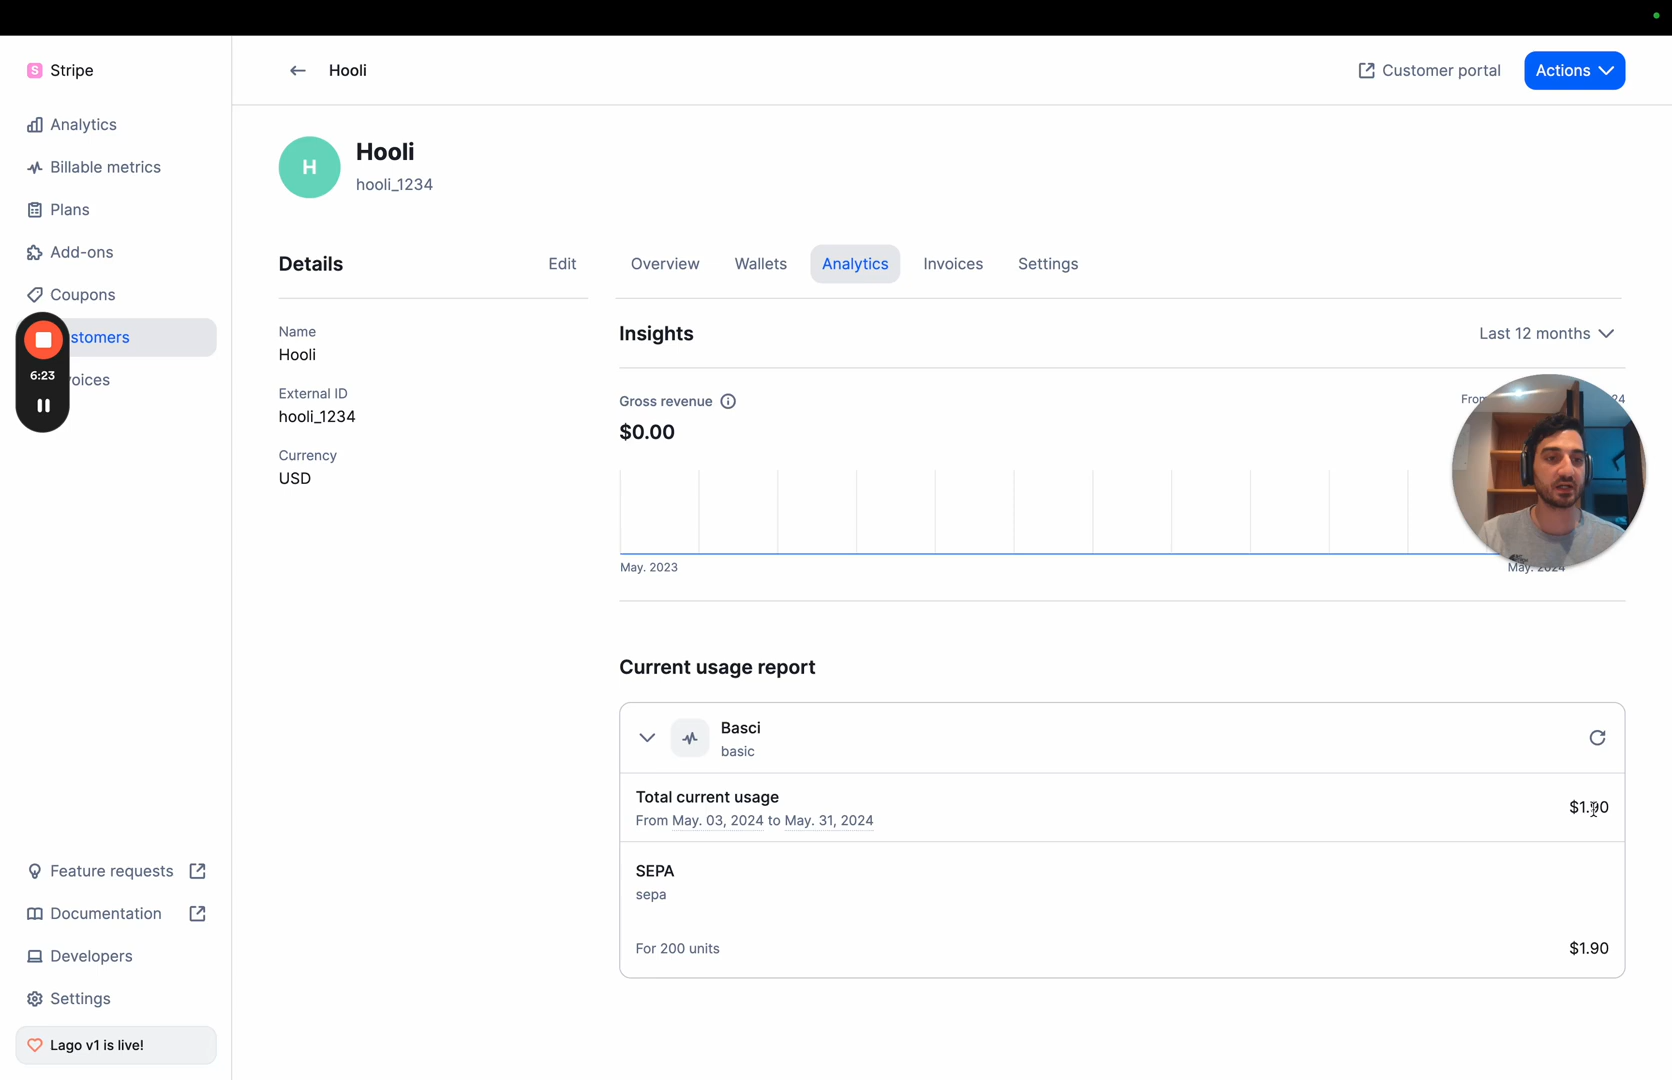 S Stripe
Analytics
Billable metrics
Plans
Add-ons
Coupons
stomers
6:23
oices
Feature requests
Documentation
Developers
Settings
Lago v1 is live!
Hooli
Customer portal
Actions
H
Hooli
hooli_1234
Details
Edit
Name
Hooli
External ID
hooli_1234
Currency
USD
Overview
Wallets
Analytics
Invoices
Settings
Insights
Last 12 months
Gross revenue
$0.00
24
May. 2023
May. 2024
Current usage report
Basci
basic
Total current usage
$1.90
From May. 03, 2024 to May. 31, 2024
SEPA
sepa
For 200 units
$1.90